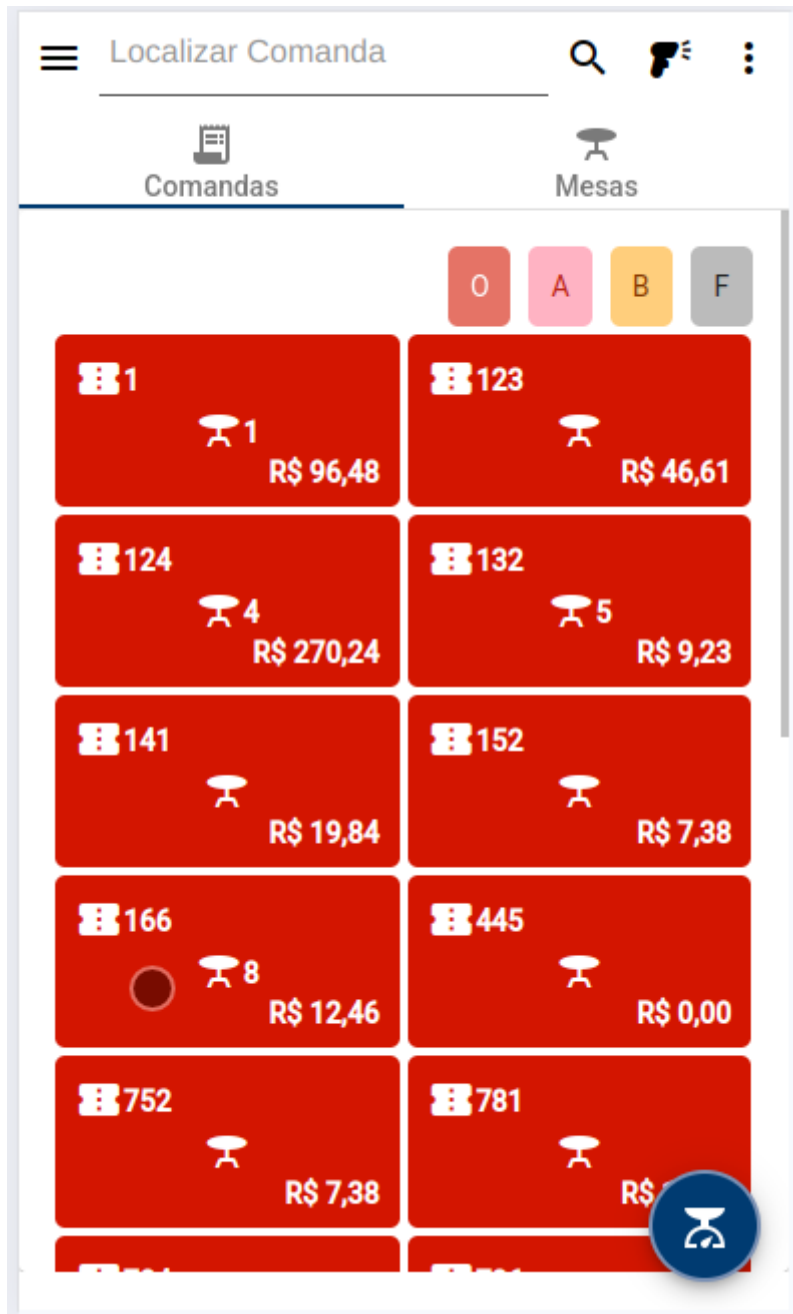 Localizar Comanda
Comandas Mesas
O A B F
1 123
1
R$ 96,48 R$ 46,61
124 132
4 5
R$ 270,24 R$ 9,23
141 152
R$ 19,84 R$ 7,38
166 445
8
R$ 12,46 R$ 0,00
752 781
R$ 7,38 R$